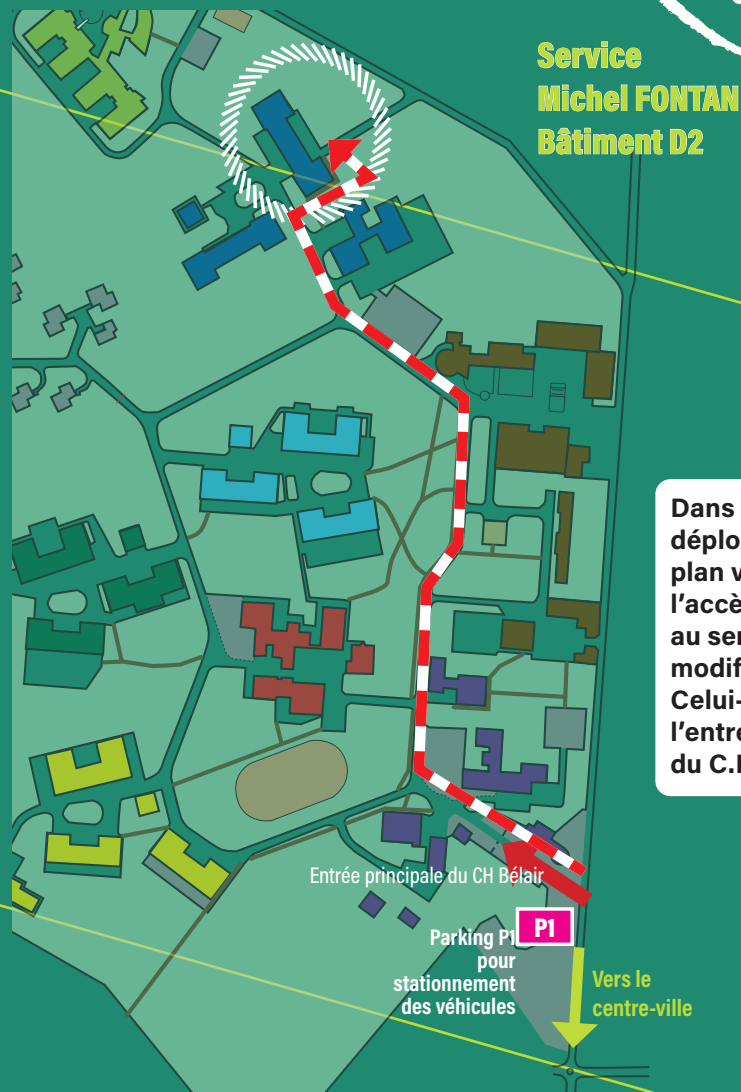 Service
Michel FONTAN
Bâtiment D2
Dans
déplo
plan v
l'accè
au ser
modif
Celui-
l'entre
du C.
Entrée principale du CH Bélair
P1
Parking P1
pour
stationnement
des véhicules
Vers le
centre-ville